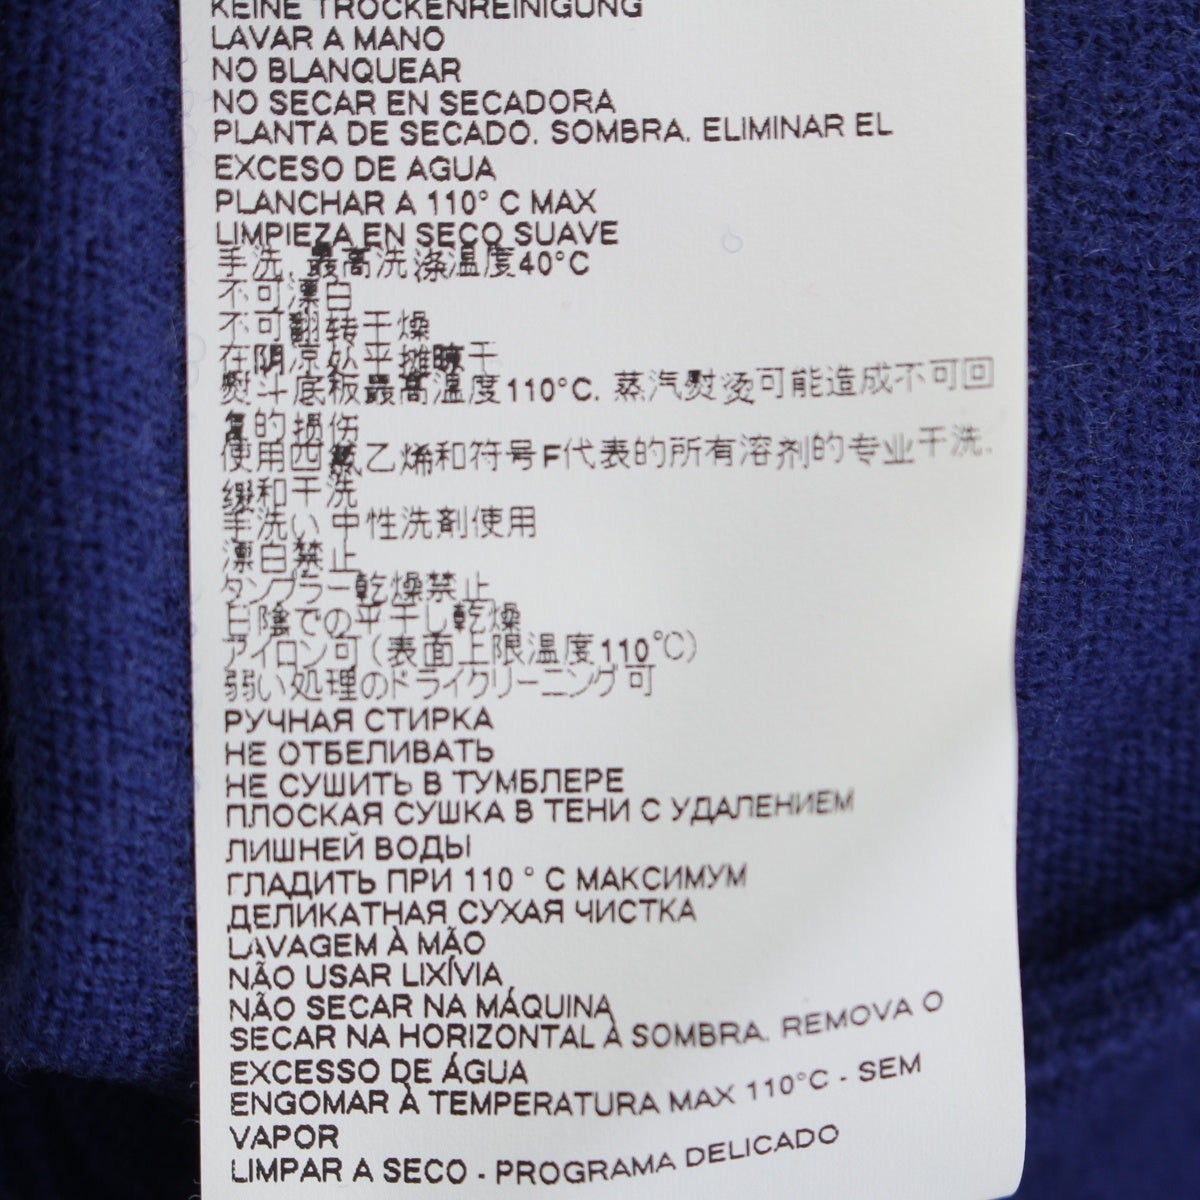 KEINE TROCKENREINIGUNG
LAVAR A MANO
NO BLANQUEAR
NO SECAR EN SECADORA
PLANTA DE SECADO. SOMBRA. ELIMINAR EL
EXCESO DE AGUA
PLANCHAR A 110° C MAX
LIMPIEZA EN SECO SUAVE
手洗, 最高洗涤温度40°C
不可漂白
不可翻转干燥
在阴凉处平摊晾干
熨斗底板最高温度110°C. 蒸汽熨烫可能造成不可回
复的损伤
使用四氯乙烯和符号F代表的所有溶剂的专业干洗.
缓和干洗
手洗い 中性洗剤使用
漂白禁止
タンブラー乾燥禁止
日陰での平干し乾燥
アイロン可(表面上限温度110℃)
弱い処理のドライクリーニング可
РУЧНАЯ СТИРКА
НЕ ОТБЕЛИВАТЬ
НЕ СУШИТЬ В ТУМБЛЕРЕ
ПЛОСКАЯ СУШКА В ТЕНИ С УДАЛЕНИЕМ
ЛИШНЕЙ ВОДЫ
ГЛАДИТЬ ПРИ 110 ° С МАКСИМУМ
ДЕЛИКАТНАЯ СУХАЯ ЧИСТКА
LAVAGEM À MÃO
NÃO USAR LIXÍVIA
NÃO SECAR NA MÁQUINA
SECAR NA HORIZONTAL À SOMBRA. REMOVA O
EXCESSO DE ÁGUA
ENGOMAR À TEMPERATURA MAX 110°C - SEM
VAPOR
LIMPAR A SECO - PROGRAMA DELICADO